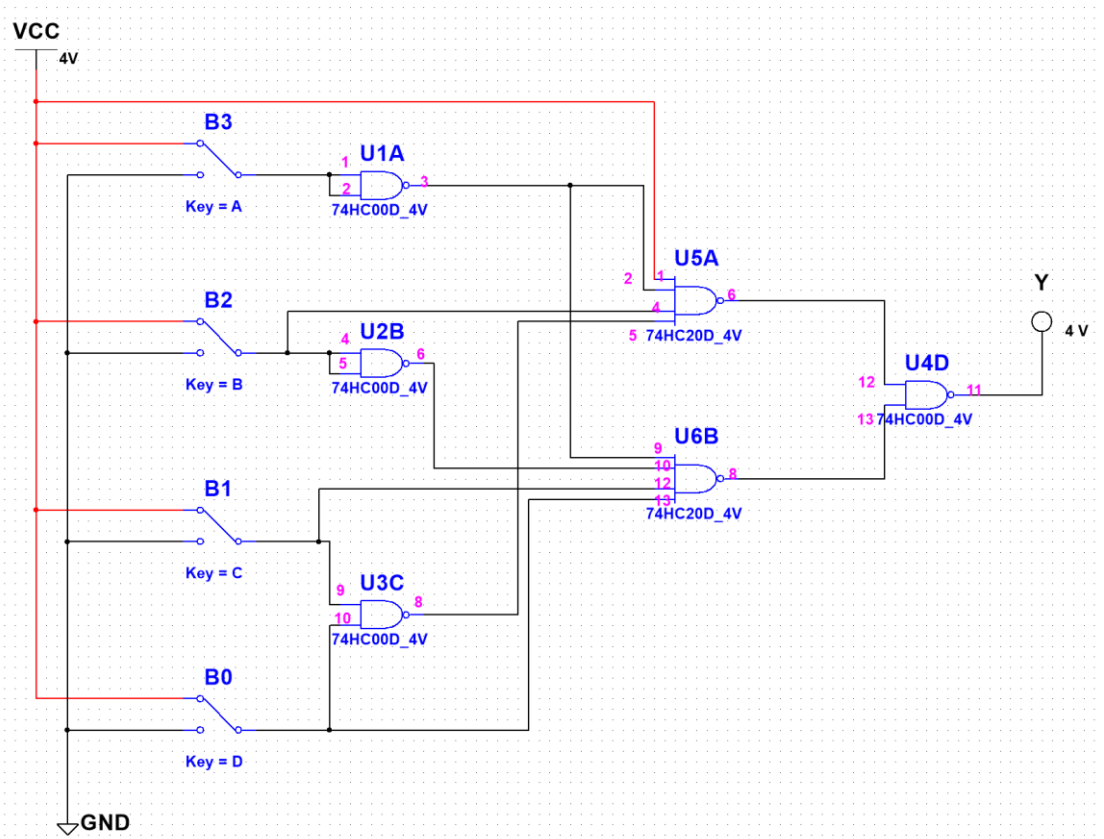 VCC
4V
B3
Key = A
1
2
U1A
3
74HC00D_4V
B2
Key = B
4
5
U2B
6
74HC00D_4V
2
1
U5A
4
6
5
74HC20D_4V
Y
4 V
12
U4D
11
13
74HC00D_4V
9
10
12
13
U6B
8
74HC20D_4V
B1
Key = C
9
10
U3C
8
74HC00D_4V
B0
Key = D
GND